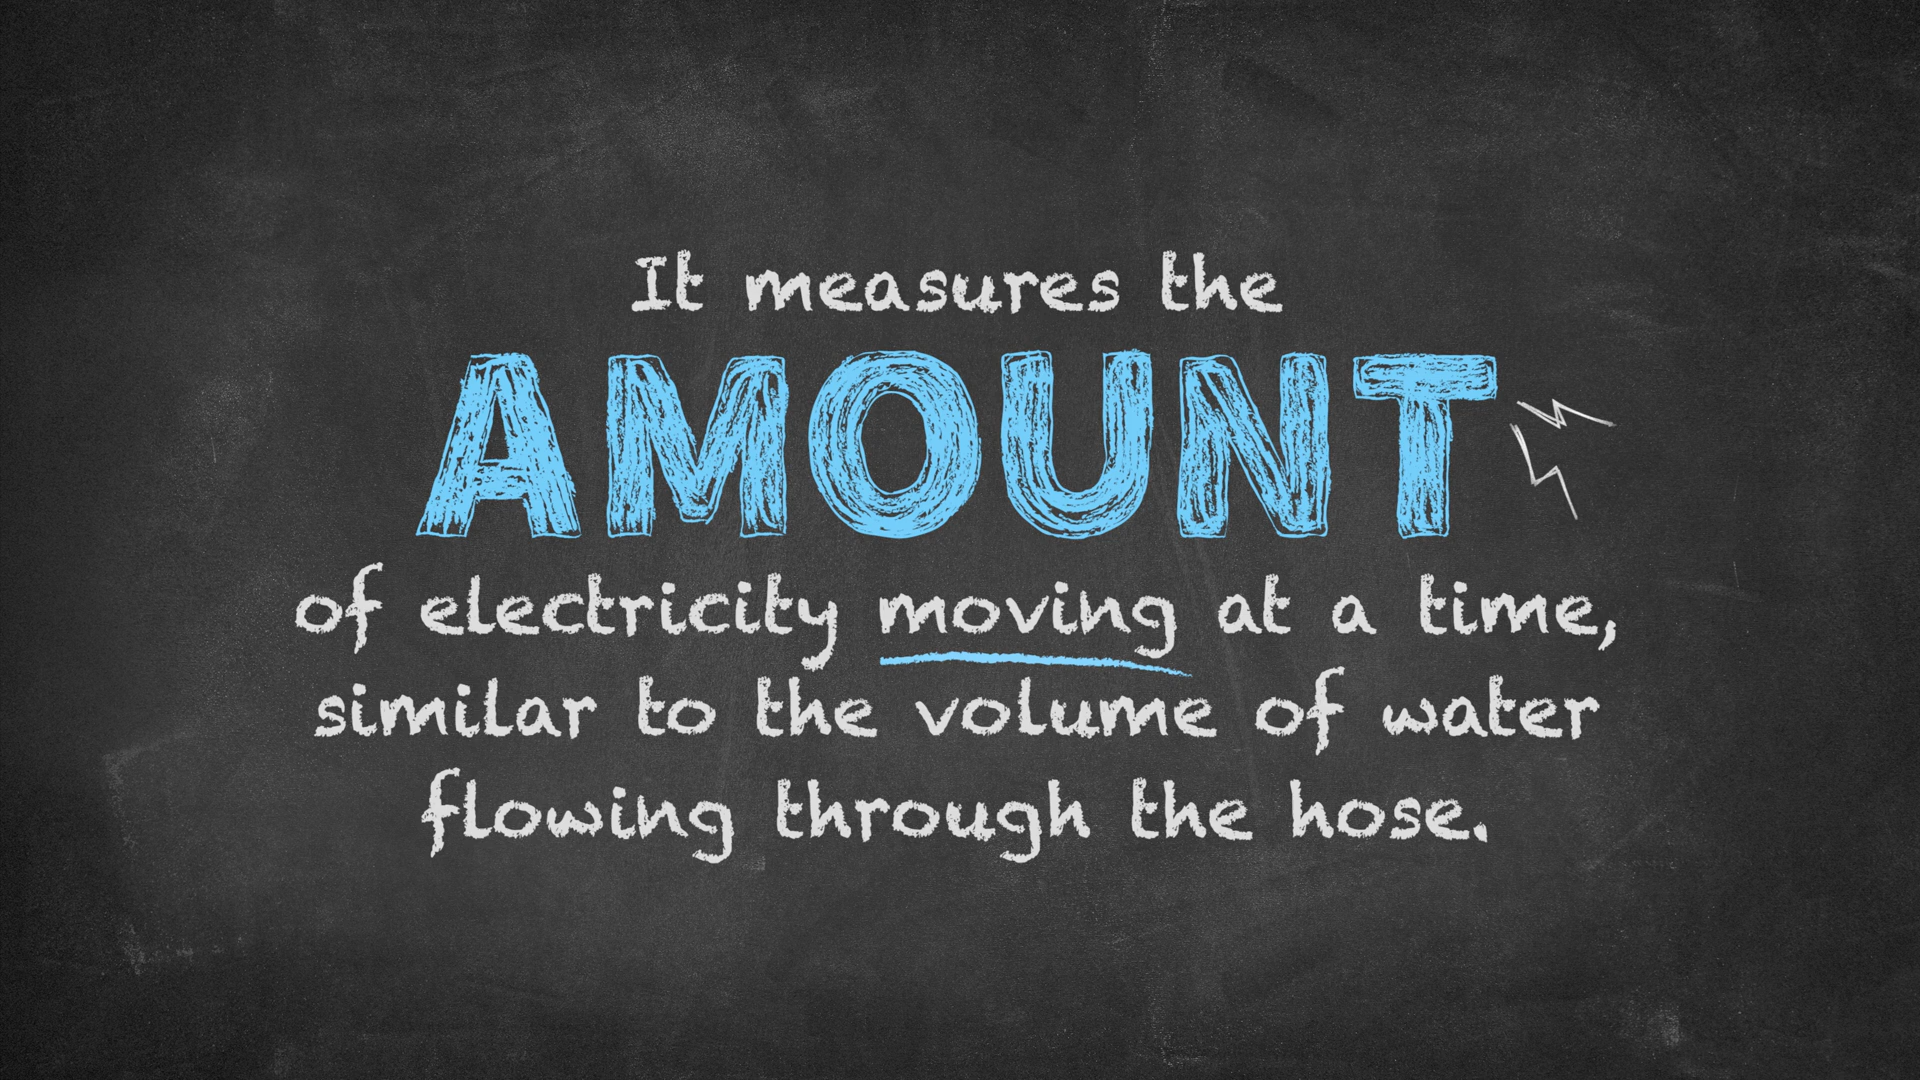 It measures the
AMOUNT
of electricity moving at a time,
similar to the volume of water
flowing through the hose.